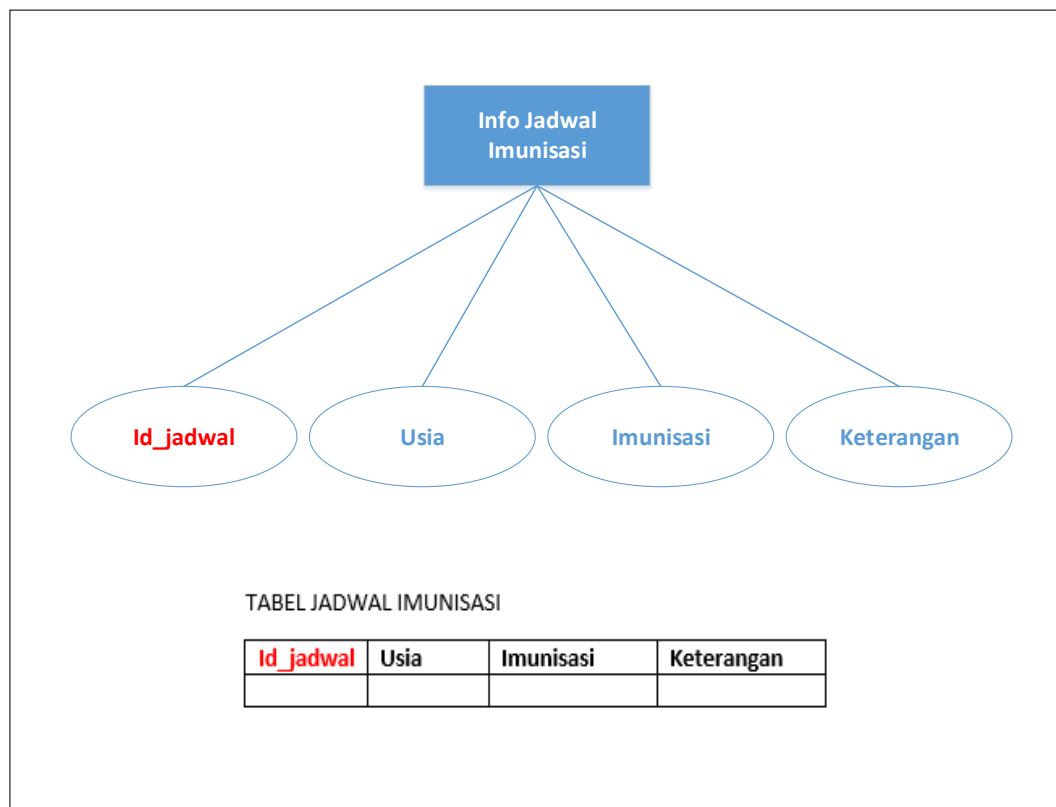 Info Jadwal
Imunisasi
Id_jadwal
Usia
Imunisasi
Keterangan
TABEL JADWAL IMUNISASI
Id_jadwal Usia Imunisasi Keterangan